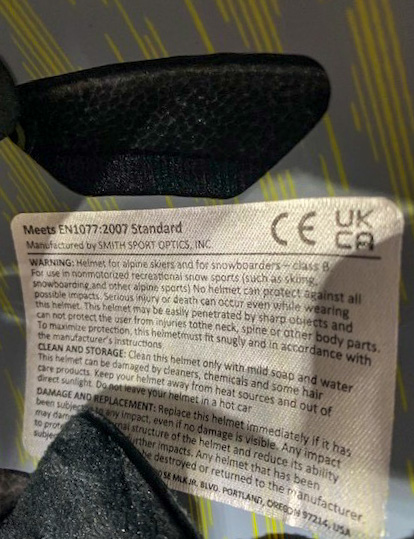 Meets EN1077:2007 Standard
Manufactured by SMITH SPORT OPTICS, INC.
CE UK CA
WARNING: Helmet for alpine skiers and for snowboarders – class B.
For use in nonmotorized recreational snow sports (such as skiing,
snowboarding and other alpine sports) No helmet can protect against all
possible impacts. Serious injury or death can occur even while wearing
this helmet. This helmet may be easily penetrated by sharp objects and
can not protect the user from injuries tothe neck, spine or other body parts.
To maximize protection, this helmetmust fit snugly and in accordance with
the manufacturer's instructions
CLEAN AND STORAGE: Clean this helmet only with mild soap and water
This helmet can be damaged by cleaners, chemicals and some hair
care products. Keep your helmet away from heat sources and out of
direct sunlight. Do not leave your helmet in a hot car
DAMAGE AND REPLACEMENT: Replace this helmet immediately if it has
been subject to any impact, even if no damage is visible. Any impact
may dam structure of the helmet and reduce its ability
to prot further impacts. Any helmet that has been
subje be destroyed or returned to the manufacturer.
MLK JR. BLVD. PORTLAND, OREGON 97214, USA